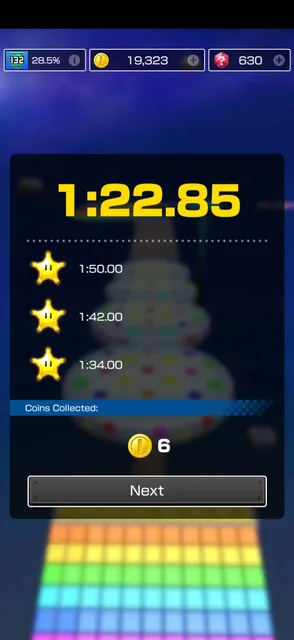 132 28.5% i 19,323 + 630 +
1:22.85
1:50.00
1:42.00
1:34.00
Coins Collected:
6
Next